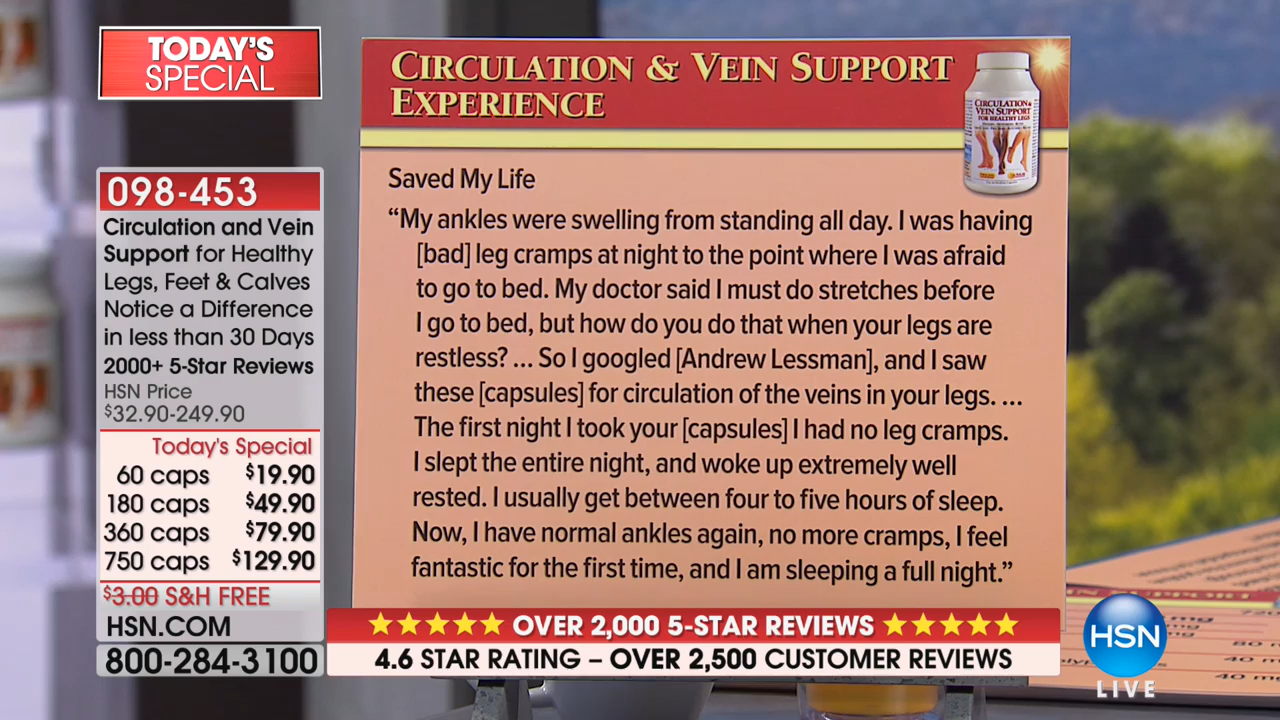 TODAY'S
SPECIAL
098-453
Circulation and Vein
Support for Healthy
Legs, Feet & Calves
Notice a Difference
in less than 30 Days
2000+ 5-Star Reviews
HSN Price
$32.90-249.90
Today's Special
60 caps $19.90
180 caps $49.90
360 caps $79.90
750 caps $129.90
$3.00 S&H FREE
HSN.COM
800-284-3100
CIRCULATION & VEIN SUPPORT
EXPERIENCE
CIRCULATION &
VEIN SUPPORT
FOR HEALTHY LEGS
Saved My Life
“My ankles were swelling from standing all day. I was having
[bad] leg cramps at night to the point where I was afraid
to go to bed. My doctor said I must do stretches before
I go to bed, but how do you do that when your legs are
restless? ... So I googled [Andrew Lessman], and I saw
these [capsules] for circulation of the veins in your legs. ...
The first night I took your [capsules] I had no leg cramps.
I slept the entire night, and woke up extremely well
rested. I usually get between four to five hours of sleep.
Now, I have normal ankles again, no more cramps, I feel
fantastic for the first time, and I am sleeping a full night.”
OVER 2,000 5-STAR REVIEWS
4.6 STAR RATING – OVER 2,500 CUSTOMER REVIEWS
HSN
LIVE
80 m
40 m
40 m